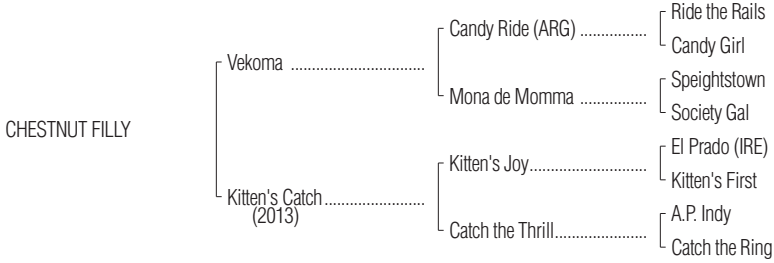 CHESTNUT FILLY
Vekoma ................................
Kitten's Catch ........................
(2013)
Candy Ride (ARG) ................
Mona de Momma ................
Kitten's Joy............................
Catch the Thrill......................
Ride the Rails
Candy Girl
Speightstown
Society Gal
El Prado (IRE)
Kitten's First
A.P. Indy
Catch the Ring